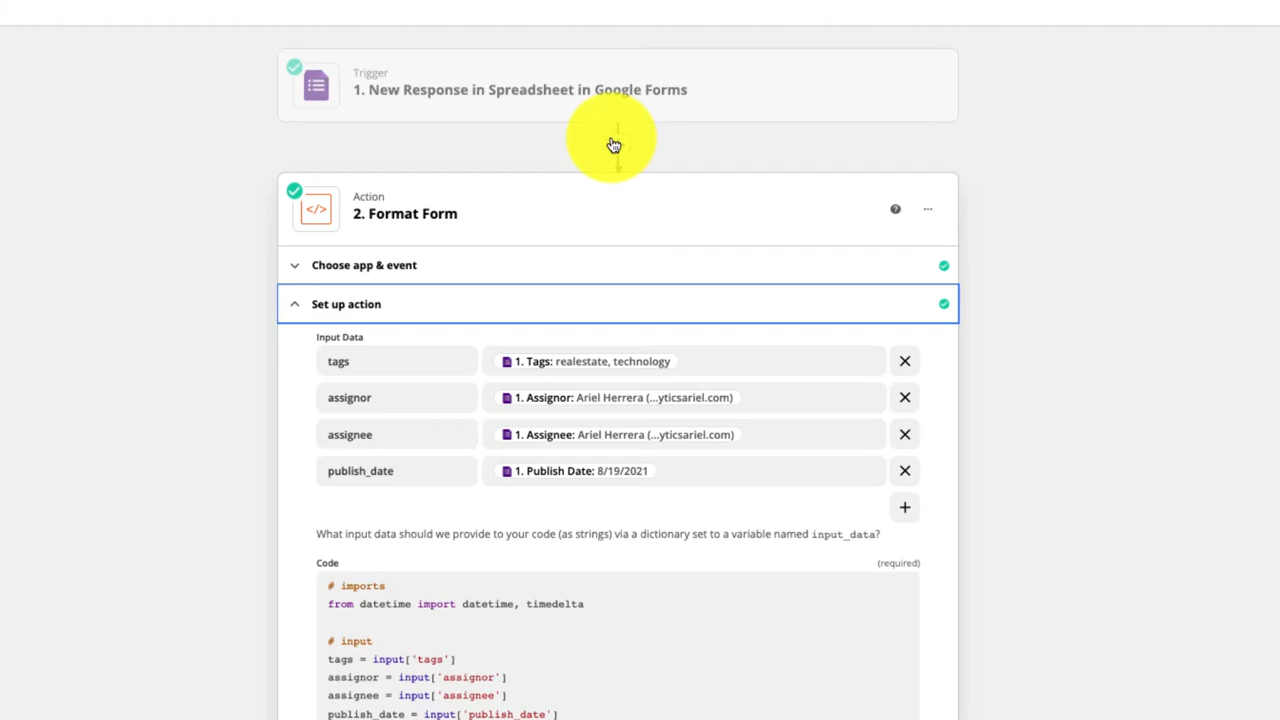 Trigger
1. New Response in Spreadsheet in Google Forms
Action
</>
2. Format Form
?
...
Choose app & event
Set up action
Input Data
tags
1. Tags: realestate, technology
assignor
1. Assignor: Ariel Herrera (...yticsariel.com)
assignee
1. Assignee: Ariel Herrera (...yticsariel.com)
publish_date
1. Publish Date: 8/19/2021
What input data should we provide to your code (as strings) via a dictionary set to a variable named input_data?
Code
(required)
# imports
from datetime import datetime, timedelta
# input
tags = input['tags']
assignor = input['assignor']
assignee = input['assignee']
publish_date = input['publish_date']